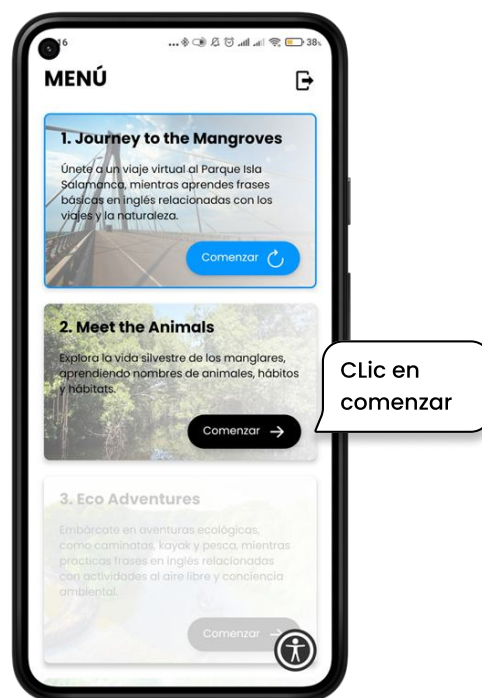 16
38%
MENÚ
1. Journey to the Mangroves
Únete a un viaje virtual al Parque Isla
Salamanca, mientras aprendes frases
básicas en inglés relacionadas con los
viajes y la naturaleza.
Comenzar
2. Meet the Animals
Explora la vida silvestre de los manglares,
aprendiendo nombres de animales, hábitos
y hábitats.
Comenzar
CLic en
comenzar
3. Eco Adventures
Embárcate en aventuras ecológicas,
como caminatas, kayak y pesca, mientras
practicas frases en inglés relacionadas
con actividades al aire libre y conciencia
ambiental.
Comenzar